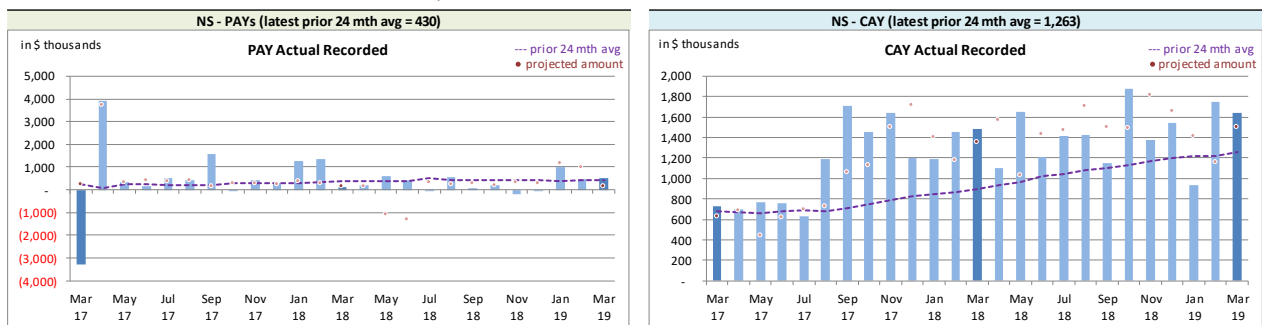 NS - PAYs (latest prior 24 mth avg = 430)
in $ thousands
PAY Actual Recorded
--- prior 24 mth avg
• projected amount
5,000
4,000
3,000
2,000
1,000
-
(1,000)
(2,000)
(3,000)
(4,000)
Mar May Jul Sep Nov Jan Mar May Jul Sep Nov Jan Mar
17 17 17 17 17 18 18 18 18 18 18 19 19
NS - CAY (latest prior 24 mth avg = 1,263)
in $ thousands
CAY Actual Recorded
--- prior 24 mth avg
• projected amount
2,000
1,800
1,600
1,400
1,200
1,000
800
600
400
200
-
Mar May Jul Sep Nov Jan Mar May Jul Sep Nov Jan Mar
17 17 17 17 17 18 18 18 18 18 18 19 19